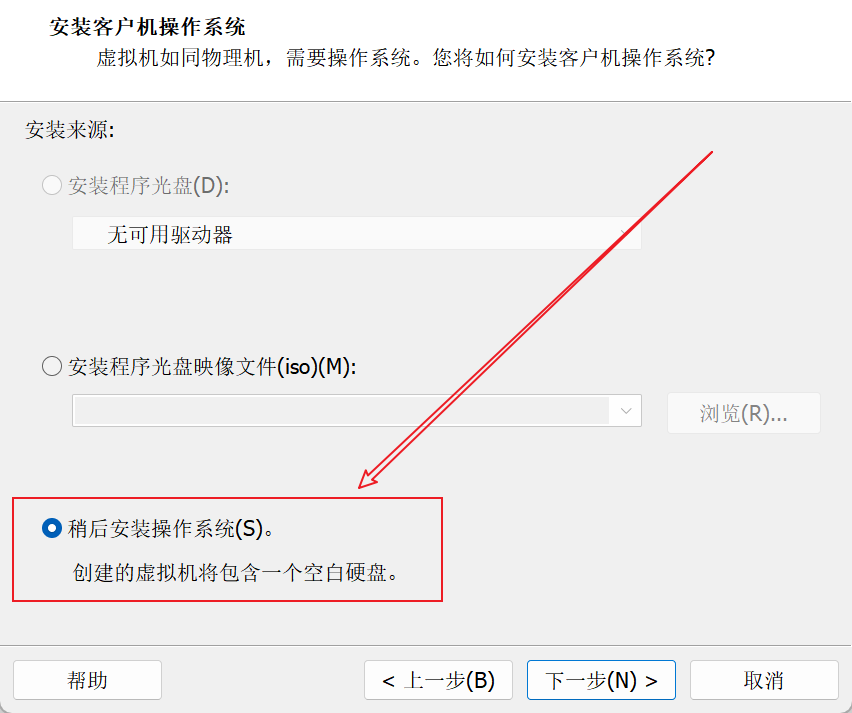 安装客户机操作系统
虚拟机如同物理机，需要操作系统。您将如何安装客户机操作系统?
安装来源:
安装程序光盘(D):
无可用驱动器
安装程序光盘映像文件(iso)(M):
浏览(R)...
稍后安装操作系统(S)。
创建的虚拟机将包含一个空白硬盘。
帮助
< 上一步(B)
下一步(N) >
取消